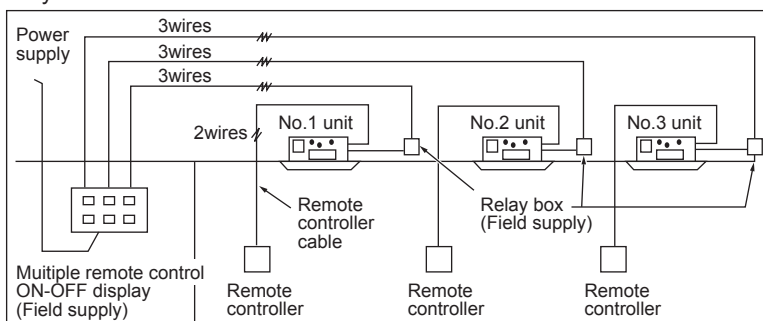 Power
supply
3wires
3wires
3wires
2wires
No.1 unit
No.2 unit
No.3 unit
Remote
controller
cable
Relay box
(Field supply)
Muitiple remote control
ON-OFF display
(Field supply)
Remote
controller
Remote
controller
Remote
controller